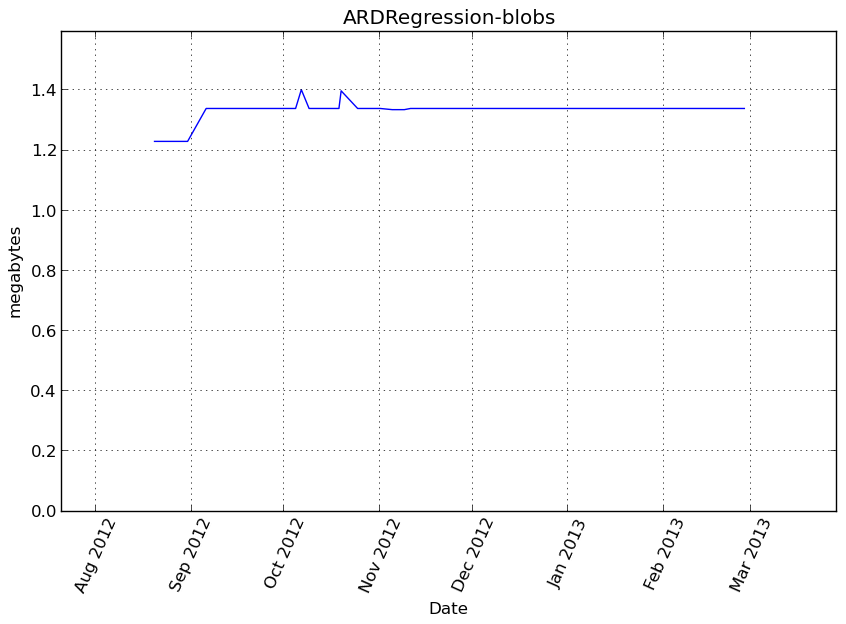 ARDRegression-blobs
1.4
1.2
1.0
0.8
0.6
0.4
0.2
0.0
megabytes
Aug 2012
Sep 2012
Oct 2012
Nov 2012
Dec 2012
Jan 2013
Feb 2013
Mar 2013
Date